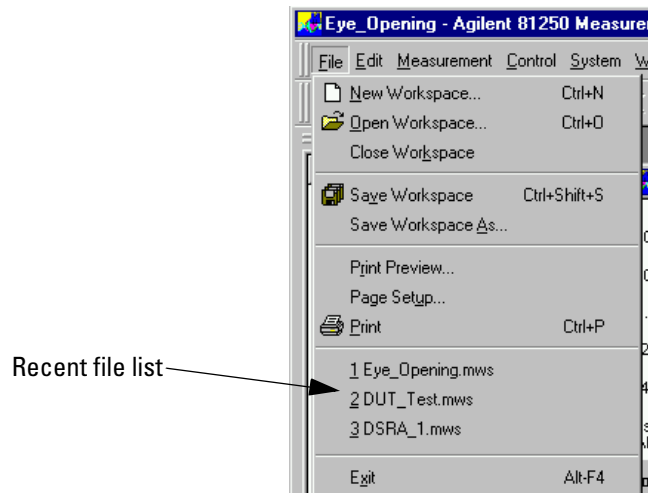 Eye_Opening - Agilent 81250 Measure
File Edit Measurement Control System W
New Workspace... Ctrl+N
Open Workspace... Ctrl+O
Close Workspace
Save Workspace Ctrl+Shift+S
Save Workspace As...
Print Preview...
Page Setup...
Print Ctrl+P
Recent file list
1 Eye_Opening.mws
2 DUT_Test.mws
3 DSRA_1.mws
Exit Alt-F4